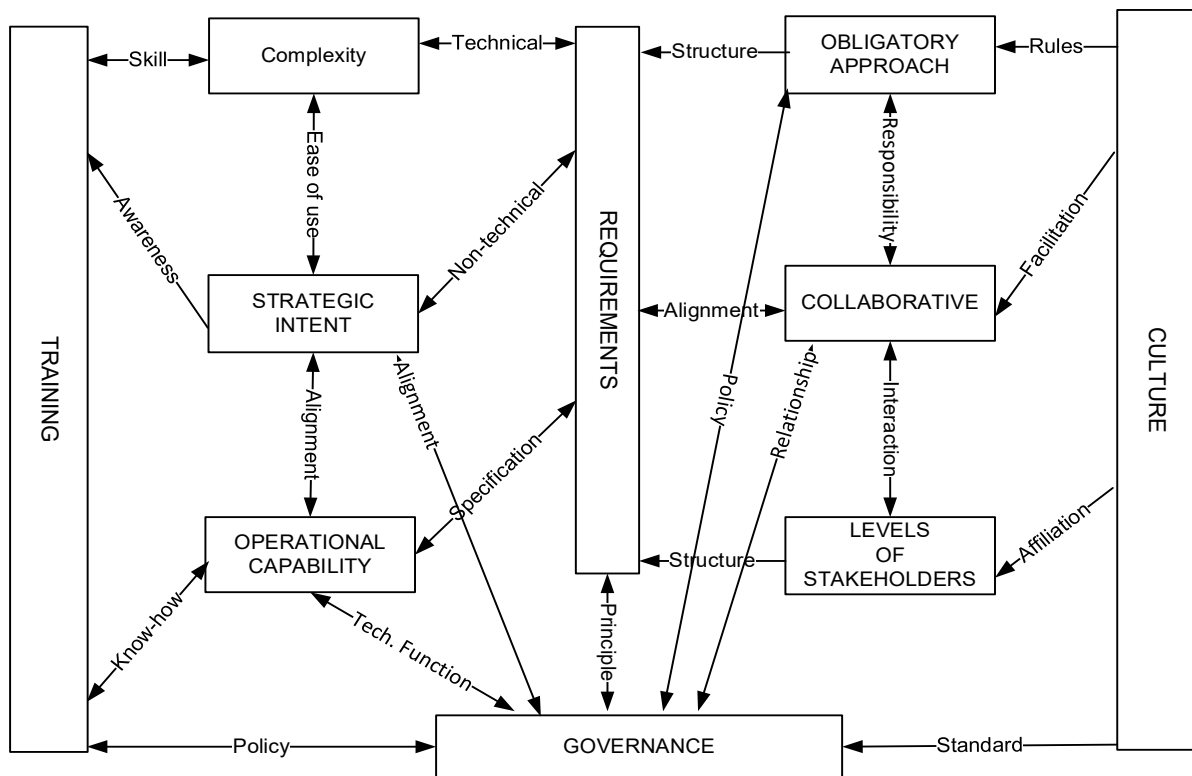 Complexity
Technical
Skill
Structure
OBLIGATORY
APPROACH
Rules
Ease of use
Responsibility
Awareness
Non-technical
Facilitation
TRAINING
STRATEGIC
INTENT
REQUIREMENTS
Alignment
COLLABORATIVE
CULTURE
Alignment
Alignment
Policy
Relationship
Interaction
Specification
OPERATIONAL
CAPABILITY
Structure
LEVELS
OF
STAKEHOLDERS
Affiliation
Know-how
Tech. Function
Principle
Policy
GOVERNANCE
Standard